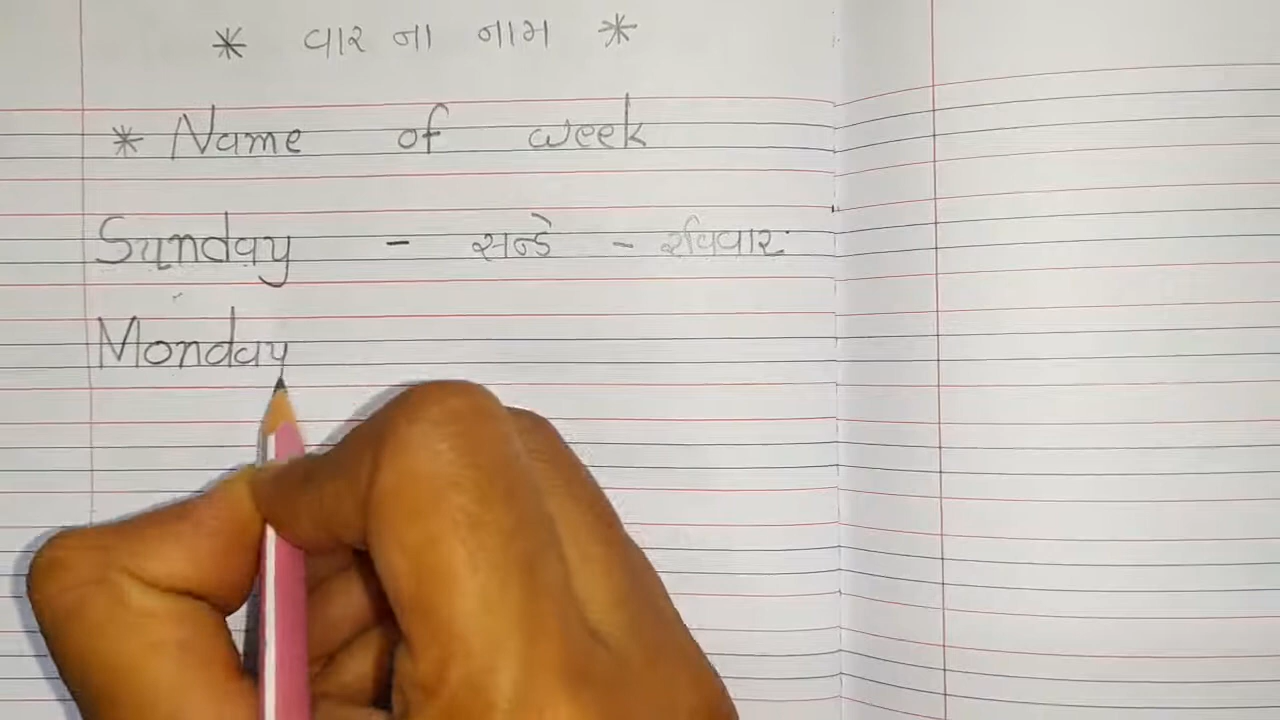 * વાર ના નામ *
* Name of week
Sunday - सन्डे - रविवार
Monday